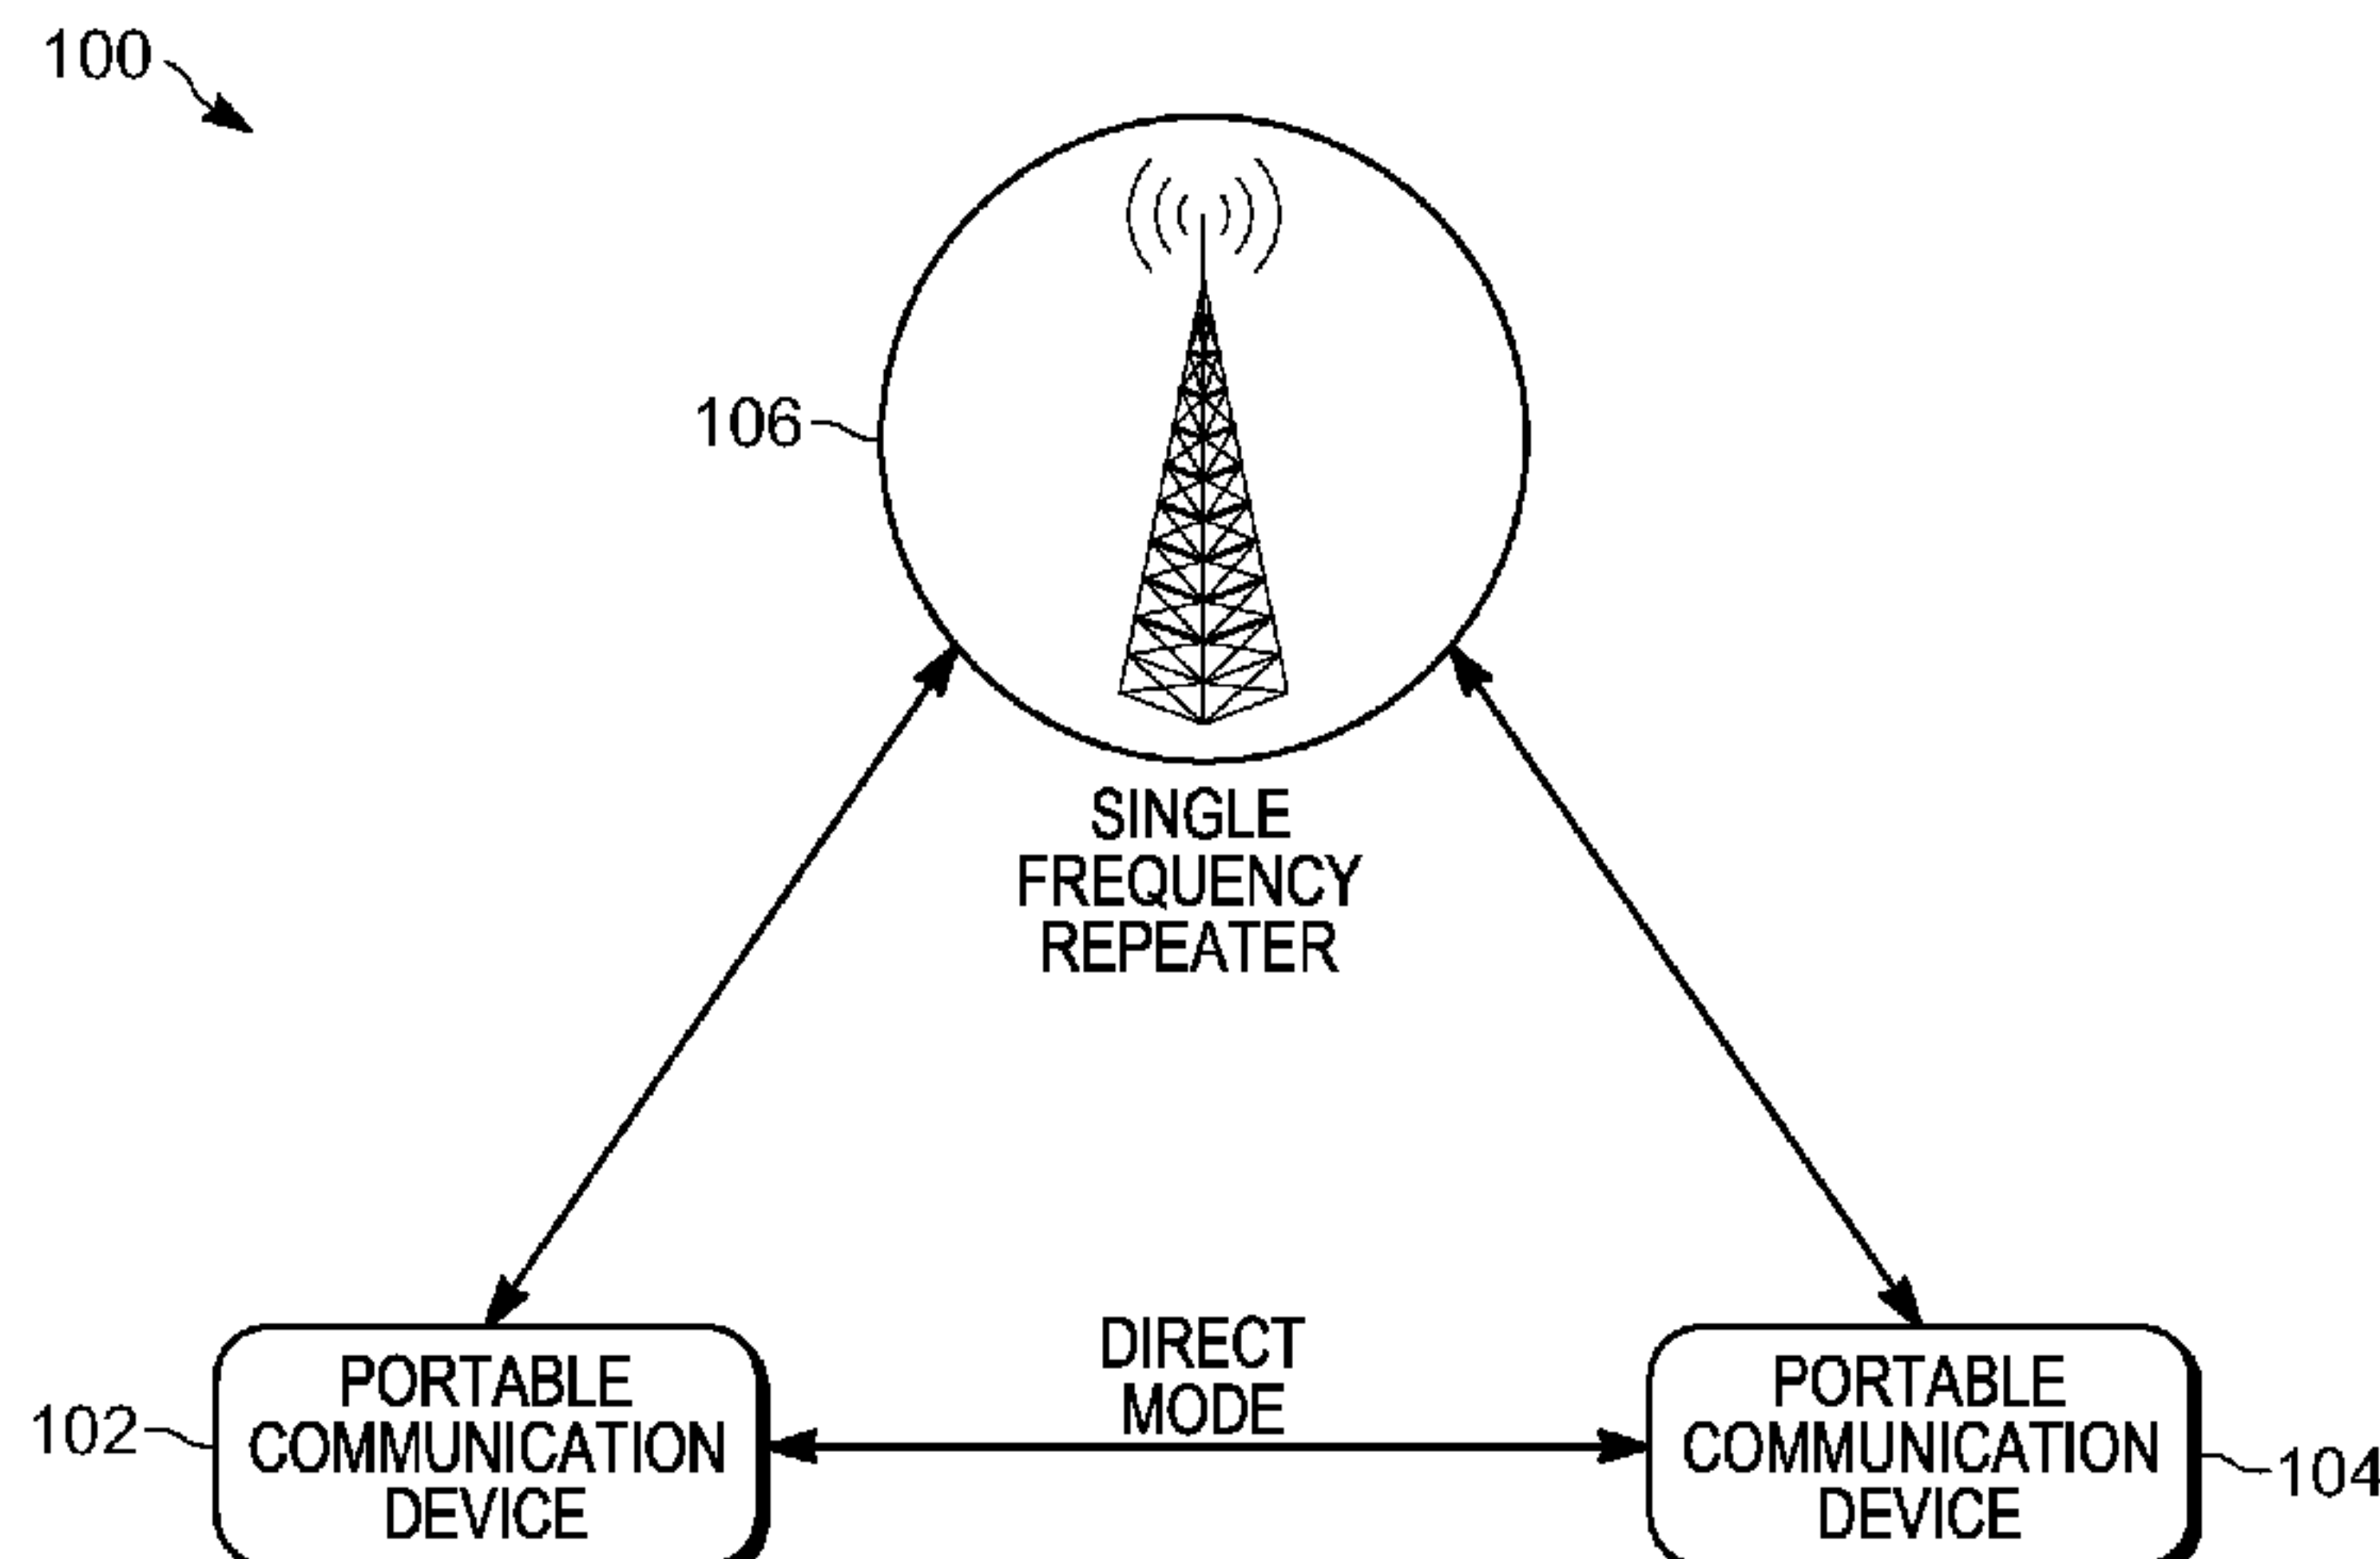 100
106
SINGLE
FREQUENCY
REPEATER
DIRECT
MODE
102
PORTABLE
COMMUNICATION
DEVICE
PORTABLE
COMMUNICATION
DEVICE
104